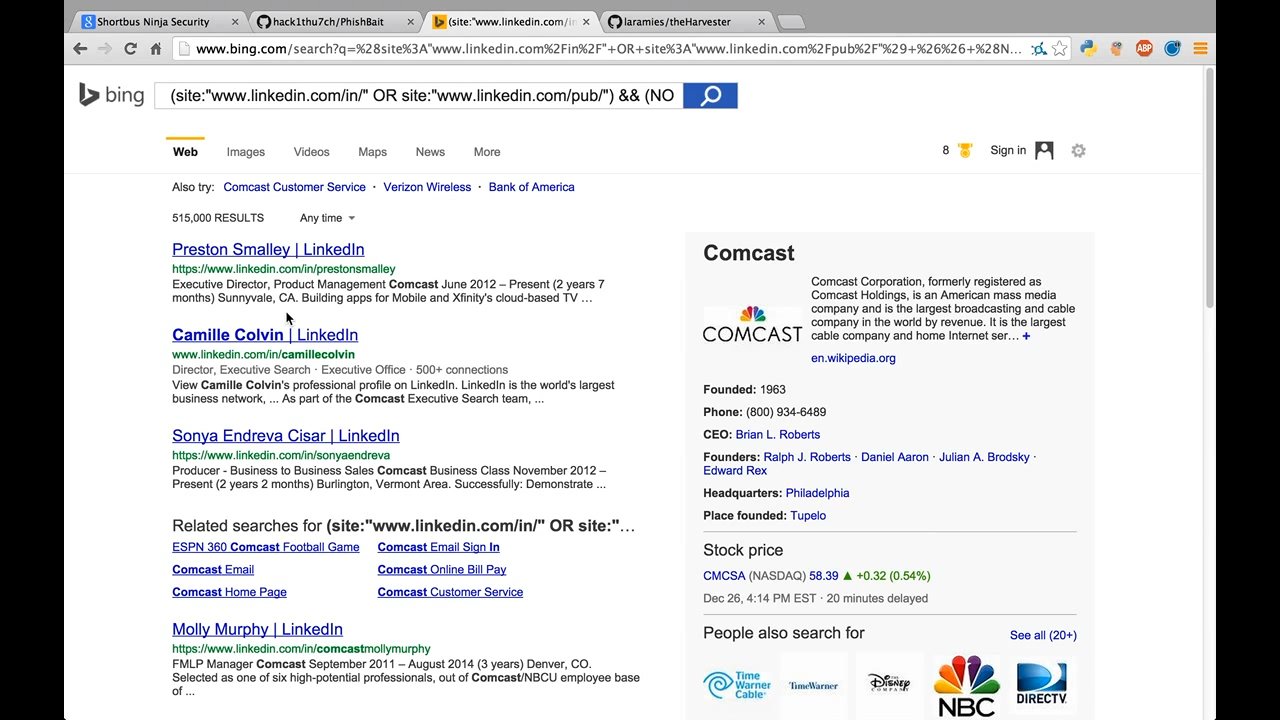 Shortbus Ninja Security
hack1thu7ch/PhishBait
(site:"www.linkedin.com/in
laramies/theHarvester
www.bing.com/search?q=%28site%3A"www.linkedin.com%2Fin%2F"+OR+site%3A"www.linkedin.com%2Fpub%2F"%29+%26%26+%28N...
ABP
bing
(site:"www.linkedin.com/in/" OR site:"www.linkedin.com/pub/") && (NO
Web Images Videos Maps News More
8 Sign in
Also try: Comcast Customer Service · Verizon Wireless · Bank of America
515,000 RESULTS Any time
Preston Smalley | LinkedIn
https://www.linkedin.com/in/prestonsmalley
Executive Director, Product Management Comcast June 2012 – Present (2 years 7
months) Sunnyvale, CA. Building apps for Mobile and Xfinity's cloud-based TV ...
Camille Colvin | LinkedIn
www.linkedin.com/in/camillecolvin
Director, Executive Search · Executive Office · 500+ connections
View Camille Colvin's professional profile on LinkedIn. LinkedIn is the world's largest
business network, ... As part of the Comcast Executive Search team, ...
Sonya Endreva Cisar | LinkedIn
https://www.linkedin.com/in/sonyaendreva
Producer - Business to Business Sales Comcast Business Class November 2012 –
Present (2 years 2 months) Burlington, Vermont Area. Successfully: Demonstrate ...
Related searches for (site:"www.linkedin.com/in/" OR site:"...
ESPN 360 Comcast Football Game
Comcast Email Sign In
Comcast Email
Comcast Online Bill Pay
Comcast Home Page
Comcast Customer Service
Molly Murphy | LinkedIn
https://www.linkedin.com/in/comcastmollymurphy
FMLP Manager Comcast September 2011 – August 2014 (3 years) Denver, CO.
Selected as one of six high-potential professionals, out of Comcast/NBCU employee base
of ...
Comcast
COMCAST
Comcast Corporation, formerly registered as
Comcast Holdings, is an American mass media
company and is the largest broadcasting and cable
company in the world by revenue. It is the largest
cable company and home Internet ser... +
en.wikipedia.org
Founded: 1963
Phone: (800) 934-6489
CEO: Brian L. Roberts
Founders: Ralph J. Roberts · Daniel Aaron · Julian A. Brodsky ·
Edward Rex
Headquarters: Philadelphia
Place founded: Tupelo
Stock price
CMCSA (NASDAQ) 58.39 ▲ +0.32 (0.54%)
Dec 26, 4:14 PM EST · 20 minutes delayed
People also search for See all (20+)
Time
Warner
Cable
TimeWarner
Disney
COMPANY
NBC
DIRECTV